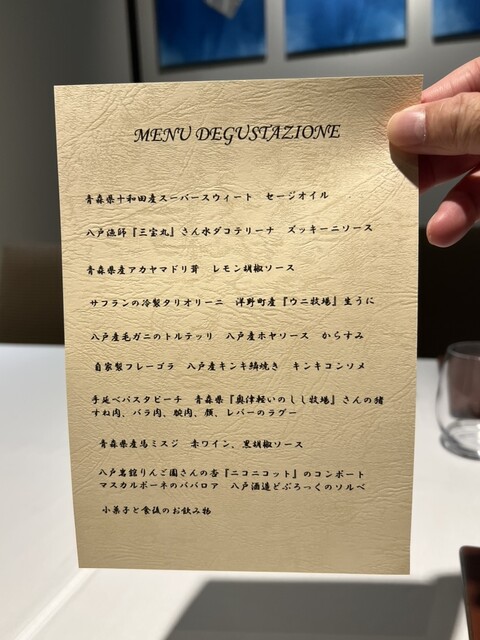 MENU DEGUSTAZIONE
青森県十和田産スーパースウィート　セージオイル
八戸漁師『三宝丸』さん水ダコテリーナ　ズッキーニソース
青森県産アカヤマドリ茸　レモン胡椒ソース
サフランの冷製タリオリーニ　洋野町産『ウニ牧場』生うに
八戸産毛ガニのトルテッリ　八戸産ホヤソース　からすみ
自家製フレーゴラ　八戸産キンキ鱗焼き　キンキコンソメ
手延べパスタピーチ　青森県『奥津軽いのしし牧場』さんの猪
すね肉、バラ肉、腕肉、顔、レバーのラグー
青森県産馬ミスジ　赤ワイン、黒胡椒ソース
八戸高舘りんご園さんの杏『ニコニコット』のコンポート
マスカルポーネのババロア　八戸酒造どぶろっくのソルベ
小菓子と食後のお飲み物